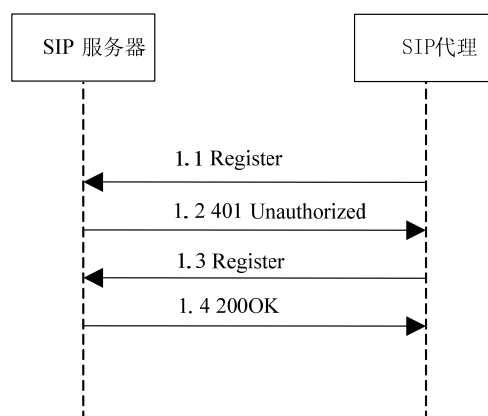 SIP 服务器
SIP代理
1. 1 Register
1. 2 401 Unauthorized
1. 3 Register
1. 4 200OK